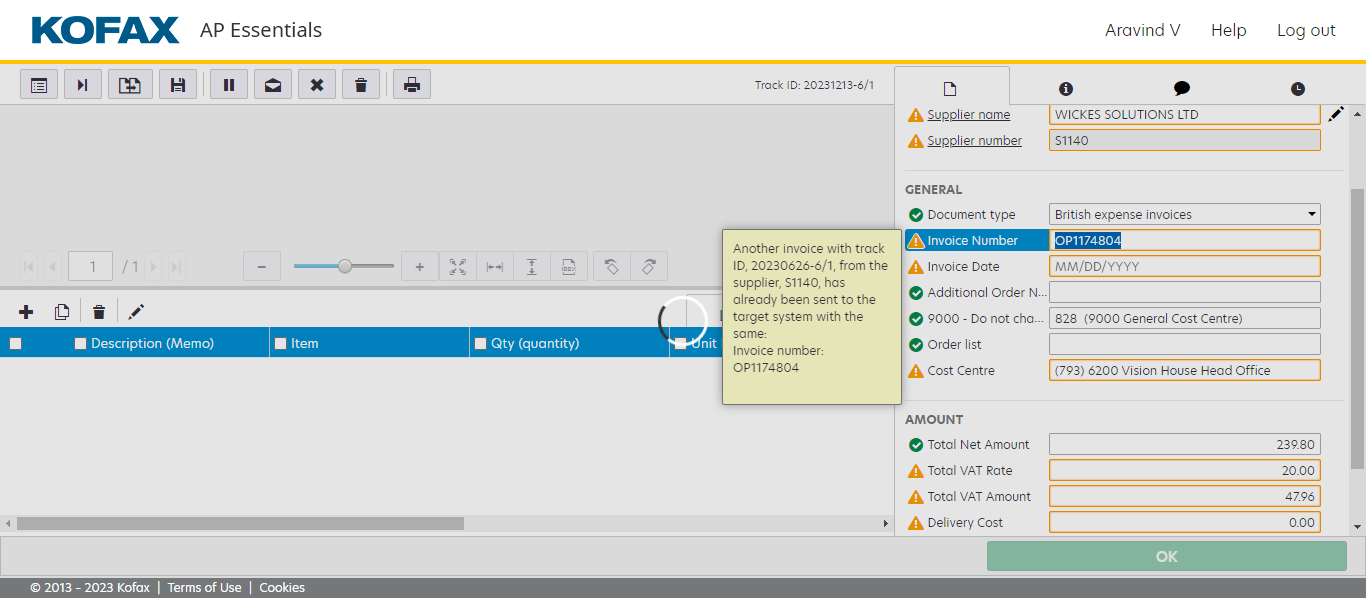 KOFAX AP Essentials
Aravind V Help Log out
Track ID: 20231213-6/1
Supplier name WICKES SOLUTIONS LTD
Supplier number S1140
GENERAL
Document type British expense invoices
Invoice Number OP1174804
Invoice Date MM/DD/YYYY
Additional Order N...
9000 - Do not cha... 828 (9000 General Cost Centre)
Order list
Cost Centre (793) 6200 Vision House Head Office
AMOUNT
Total Net Amount 239.80
Total VAT Rate 20.00
Total VAT Amount 47.96
Delivery Cost 0.00
1 / 1
Another invoice with track
ID, 20230626-6/1, from the
supplier, S1140, has
already been sent to the
target system with the
same:
Invoice number:
OP1174804
Description (Memo) Item Qty (quantity) Unit
OK
© 2013 - 2023 Kofax | Terms of Use | Cookies